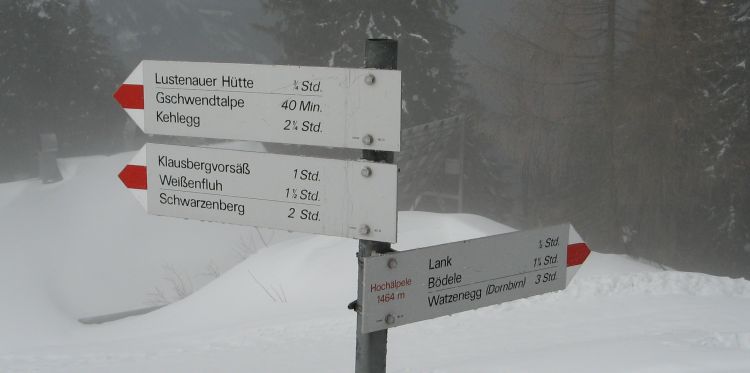 Lustenauer Hütte ¾ Std.
Gschwendtalpe 40 Min.
Kehlegg 2¼ Std.
Klausbergvorsäß 1 Std.
Weißenfluh 1½ Std.
Schwarzenberg 2 Std.
Hochälpele
1464 m
Lank ½ Std.
Bödele 1¼ Std.
Watzenegg (Dornbirn) 3 Std.